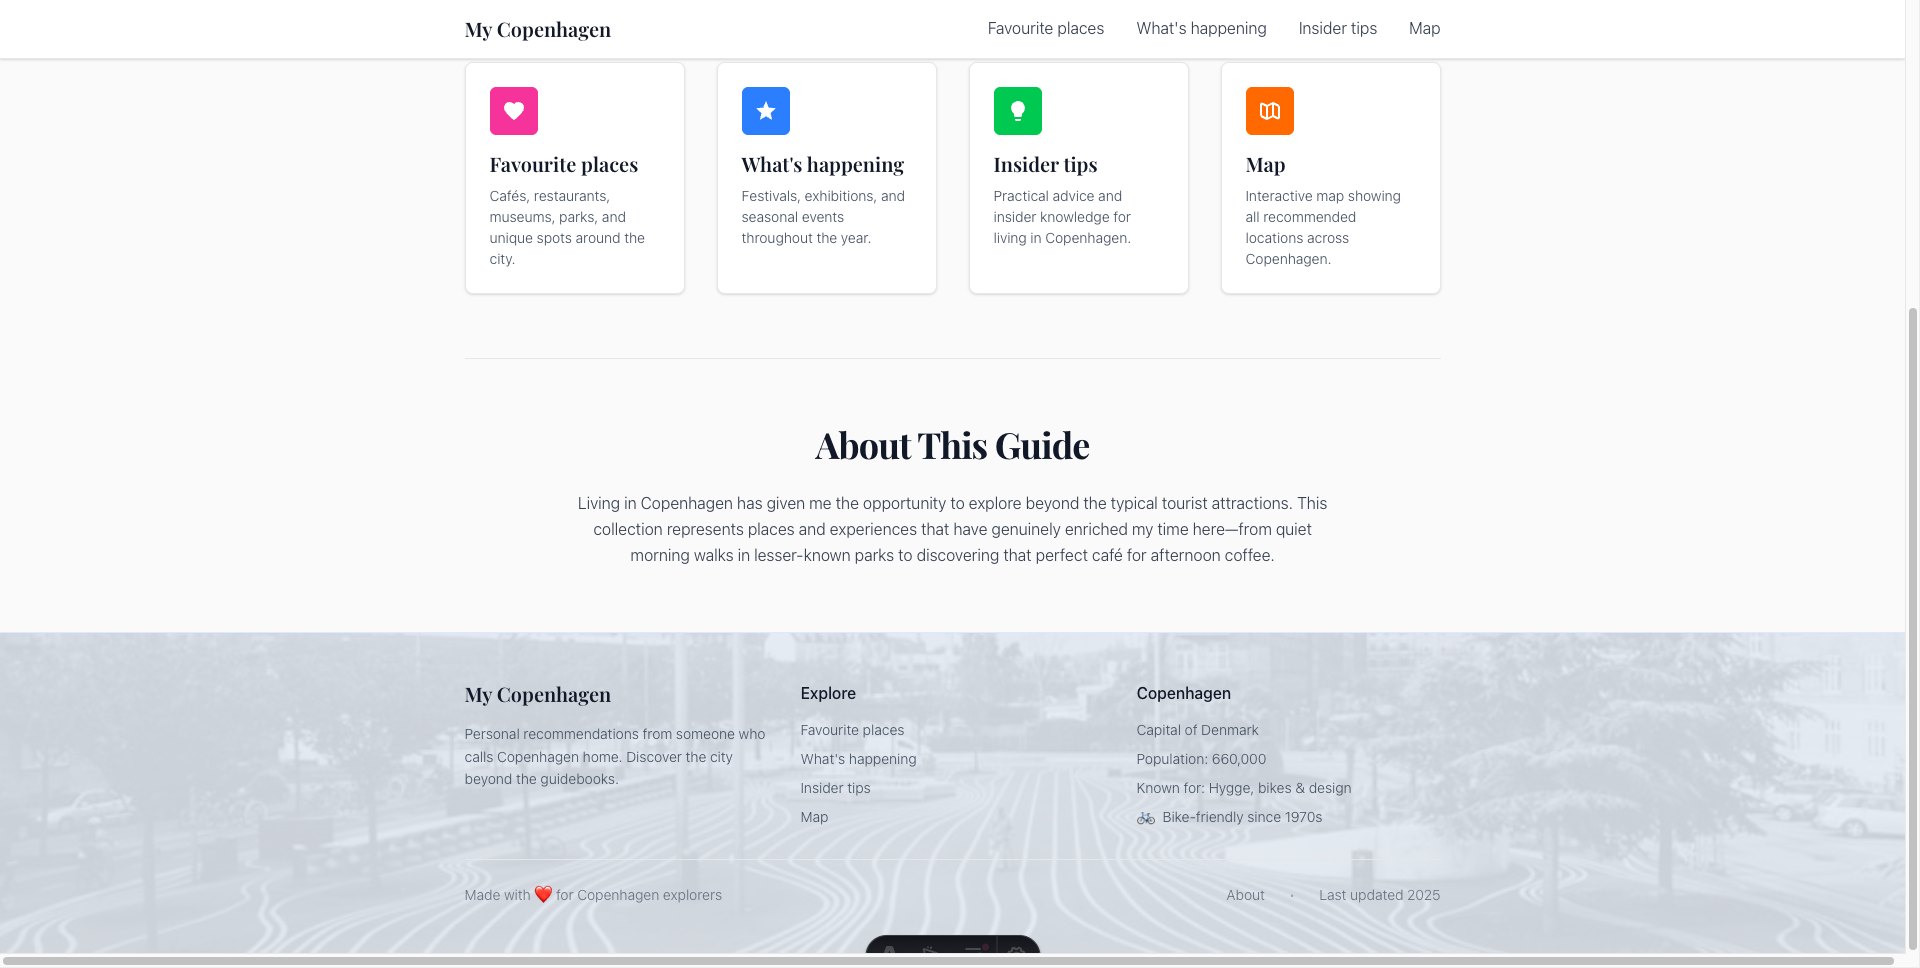 My Copenhagen
Favourite places
What's happening
Insider tips
Map
Favourite places
Cafés, restaurants,
museums, parks, and
unique spots around the
city.
What's happening
Festivals, exhibitions, and
seasonal events
throughout the year.
Insider tips
Practical advice and
insider knowledge for
living in Copenhagen.
Map
Interactive map showing
all recommended
locations across
Copenhagen.
About This Guide
Living in Copenhagen has given me the opportunity to explore beyond the typical tourist attractions. This
collection represents places and experiences that have genuinely enriched my time here—from quiet
morning walks in lesser-known parks to discovering that perfect café for afternoon coffee.
My Copenhagen
Personal recommendations from someone who
calls Copenhagen home. Discover the city
beyond the guidebooks.
Explore
Favourite places
What's happening
Insider tips
Map
Copenhagen
Capital of Denmark
Population: 660,000
Known for: Hygge, bikes & design
🚲 Bike-friendly since 1970s
Made with ❤️ for Copenhagen explorers
About · Last updated 2025